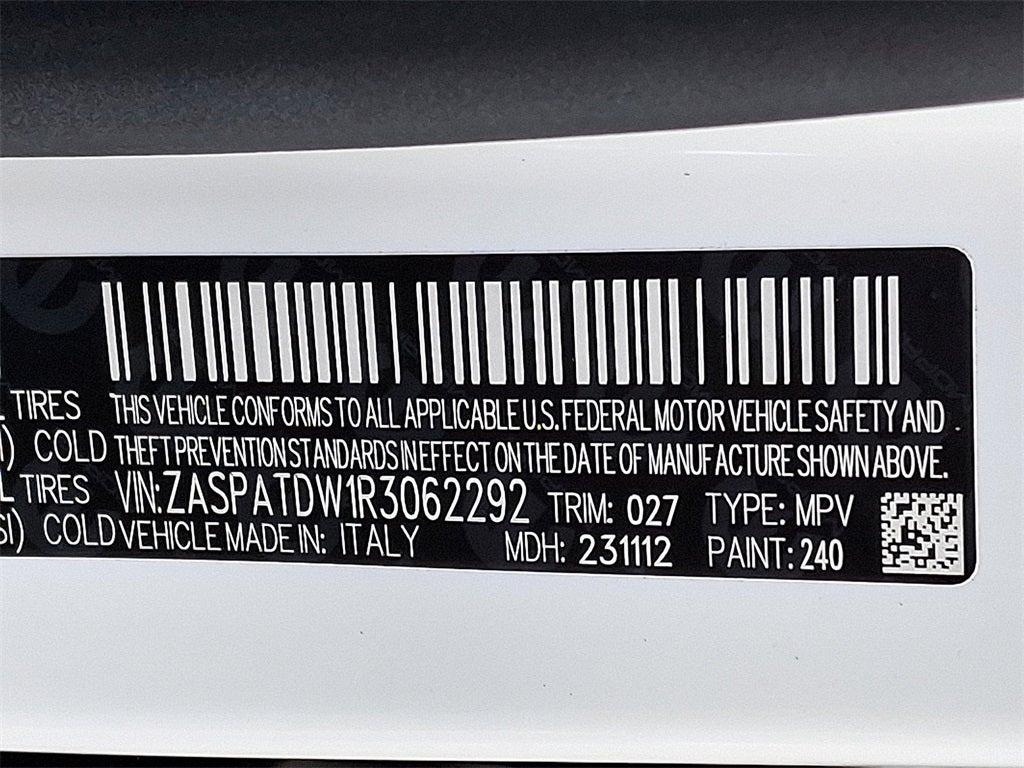 TIRES THIS VEHICLE CONFORMS TO ALL APPLICABLE U.S. FEDERAL MOTOR VEHICLE SAFETY AND
COLD THEFT PREVENTION STANDARDS IN EFFECT ON THE DATE OF MANUFACTURE SHOWN ABOVE.
TIRES VIN: ZASPATDW1R3062292 TRIM: 027 TYPE: MPV
COLD VEHICLE MADE IN: ITALY MDH: 231112 PAINT: 240